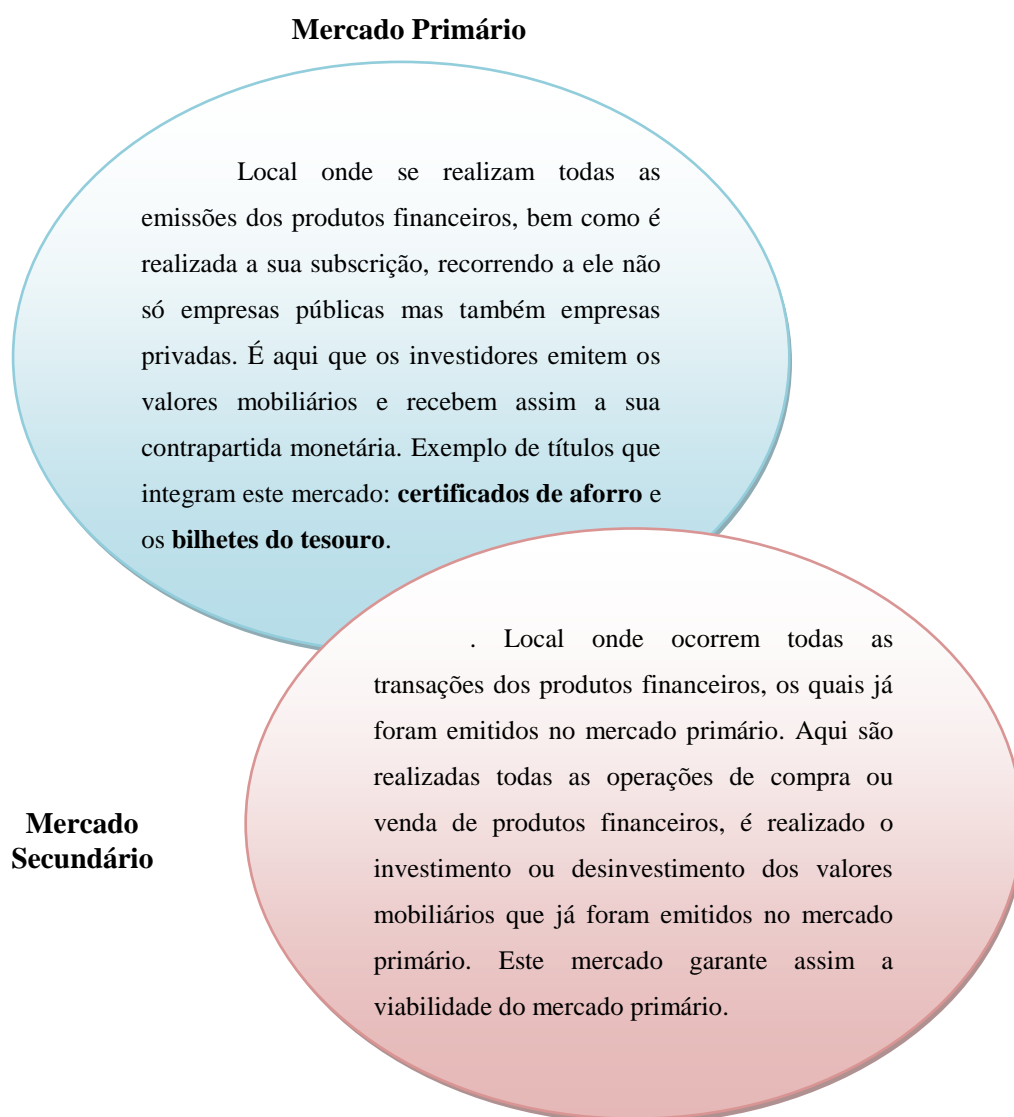 Mercado Primário
Local onde se realizam todas as
emissões dos produtos financeiros, bem como é
realizada a sua subscrição, recorrendo a ele não
só empresas públicas mas também empresas
privadas. É aqui que os investidores emitem os
valores mobiliários e recebem assim a sua
contrapartida monetária. Exemplo de títulos que
integram este mercado: certificados de aforro e
os bilhetes do tesouro.
. Local onde ocorrem todas as
transações dos produtos financeiros, os quais já
foram emitidos no mercado primário. Aqui são
realizadas todas as operações de compra ou
venda de produtos financeiros, é realizado o
investimento ou desinvestimento dos valores
mobiliários que já foram emitidos no mercado
primário. Este mercado garante assim a
viabilidade do mercado primário.
Mercado
Secundário